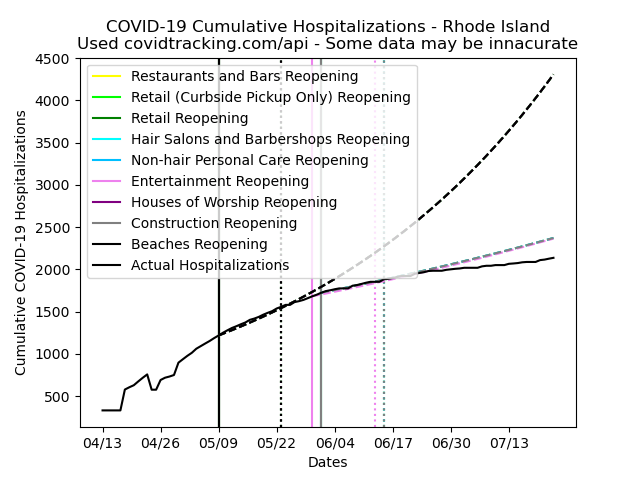 COVID-19 Cumulative Hospitalizations - Rhode Island
Used covidtracking.com/api - Some data may be innacurate
Cumulative COVID-19 Hospitalizations
4500
4000
3500
3000
2500
2000
1500
1000
500
Restaurants and Bars Reopening
Retail (Curbside Pickup Only) Reopening
Retail Reopening
Hair Salons and Barbershops Reopening
Non-hair Personal Care Reopening
Entertainment Reopening
Houses of Worship Reopening
Construction Reopening
Beaches Reopening
Actual Hospitalizations
04/13 04/26 05/09 05/22 06/04 06/17 06/30 07/13
Dates